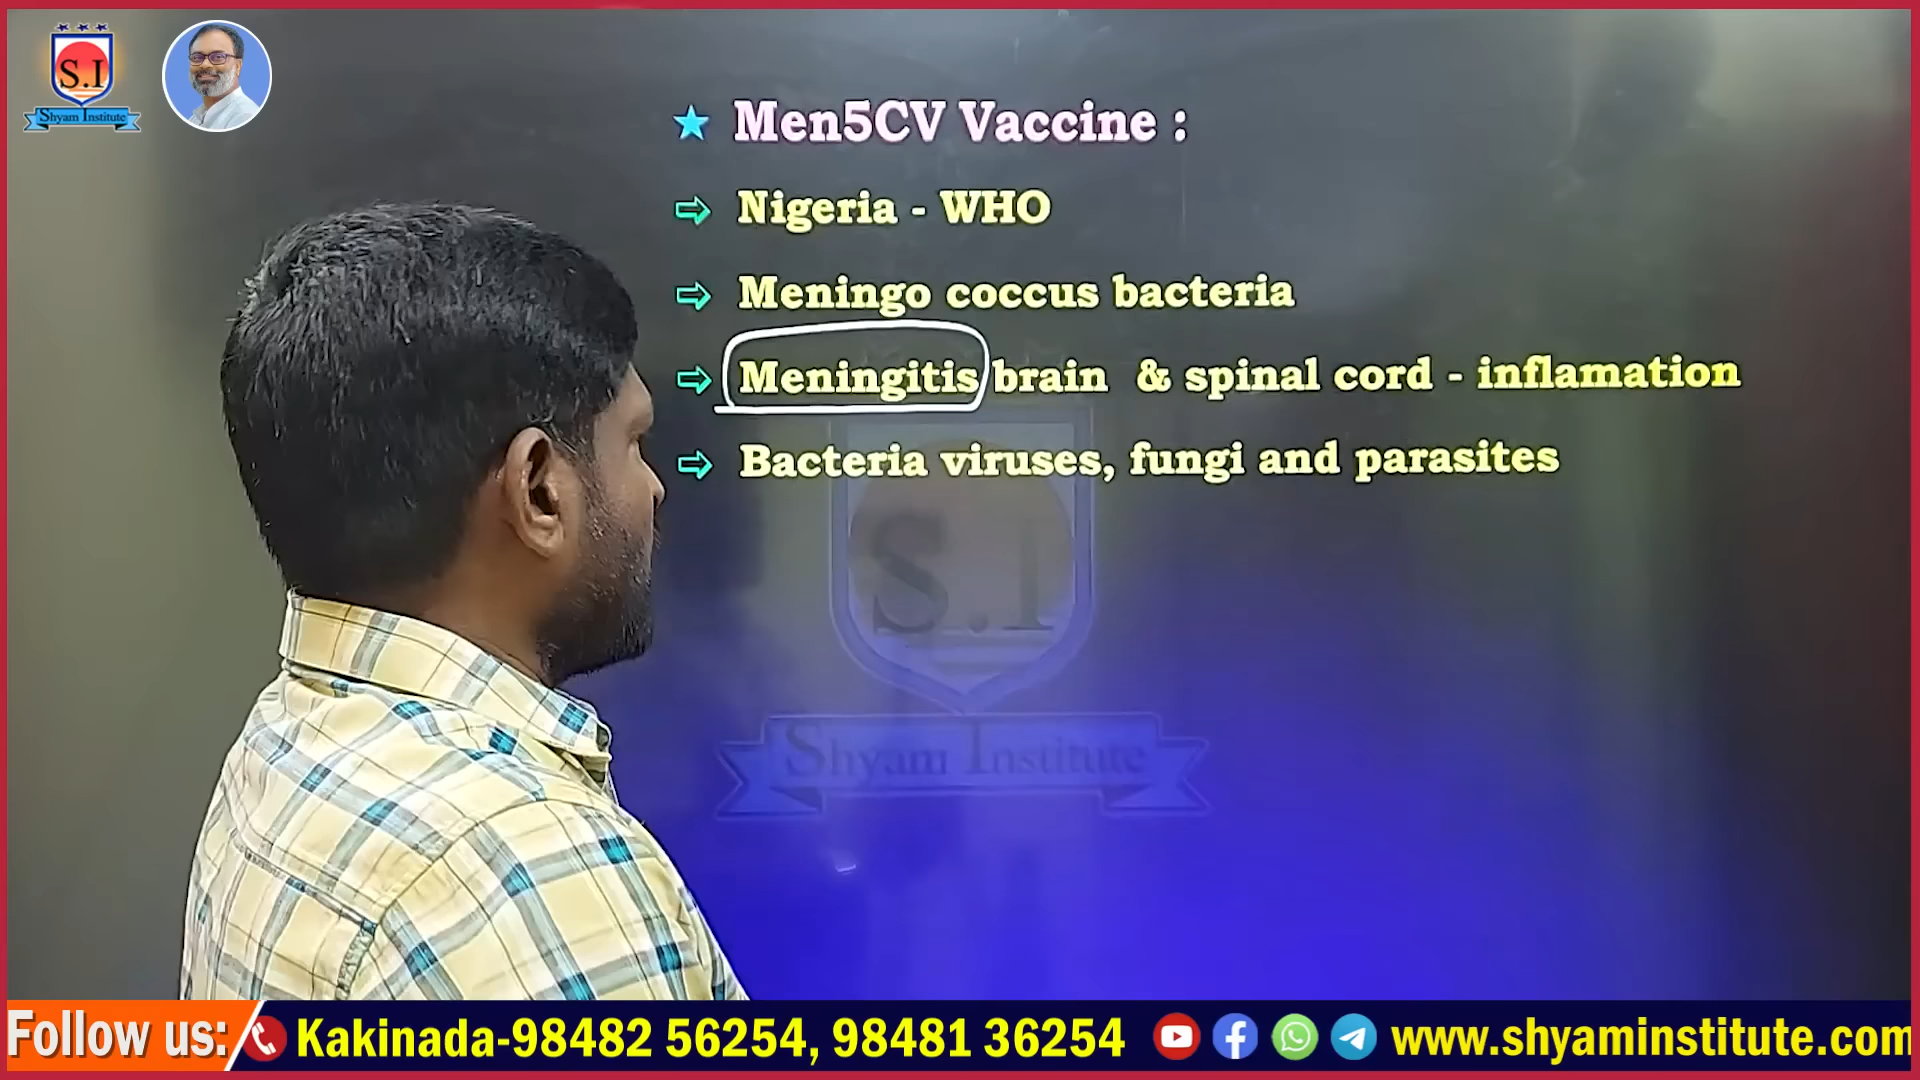 S.I
Shyam Institute
Men5CV Vaccine :
Nigeria - WHO
Meningo coccus bacteria
Meningitis brain & spinal cord - inflamation
Bacteria viruses, fungi and parasites
S.I
Shyam Institute
Follow us:
Kakinada-98482 56254, 98481 36254
www.shyaminstitute.com